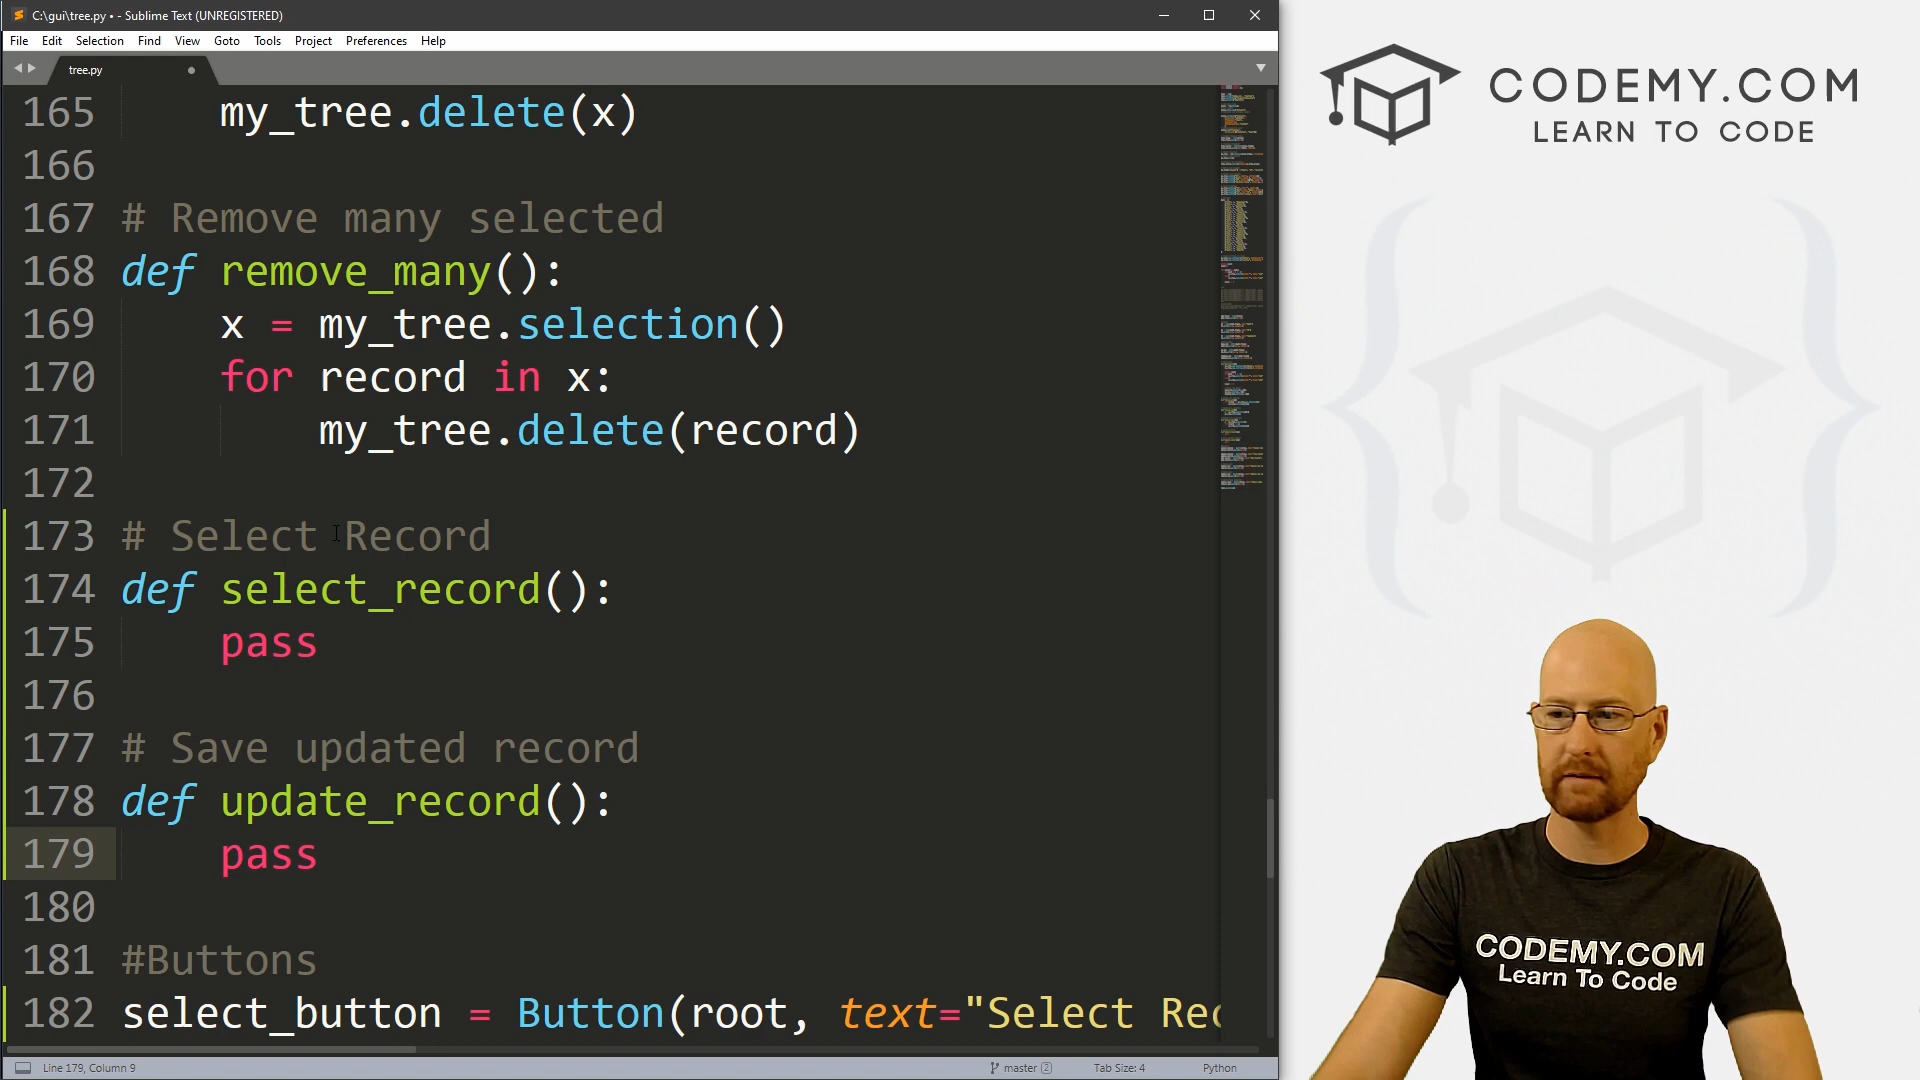 C:\gui\tree.py • - Sublime Text (UNREGISTERED)
File Edit Selection Find View Goto Tools Project Preferences Help
tree.py
165 my_tree.delete(x)
166
167 # Remove many selected
168 def remove_many():
169 x = my_tree.selection()
170 for record in x:
171 my_tree.delete(record)
172
173 # Select Record
174 def select_record():
175 pass
176
177 # Save updated record
178 def update_record():
179 pass
180
181 #Buttons
182 select_button = Button(root, text="Select Rec
Line 179, Column 9 master 2 Tab Size: 4 Python
CODEMY.COM
LEARN TO CODE
CODEMY.COM
Learn To Code